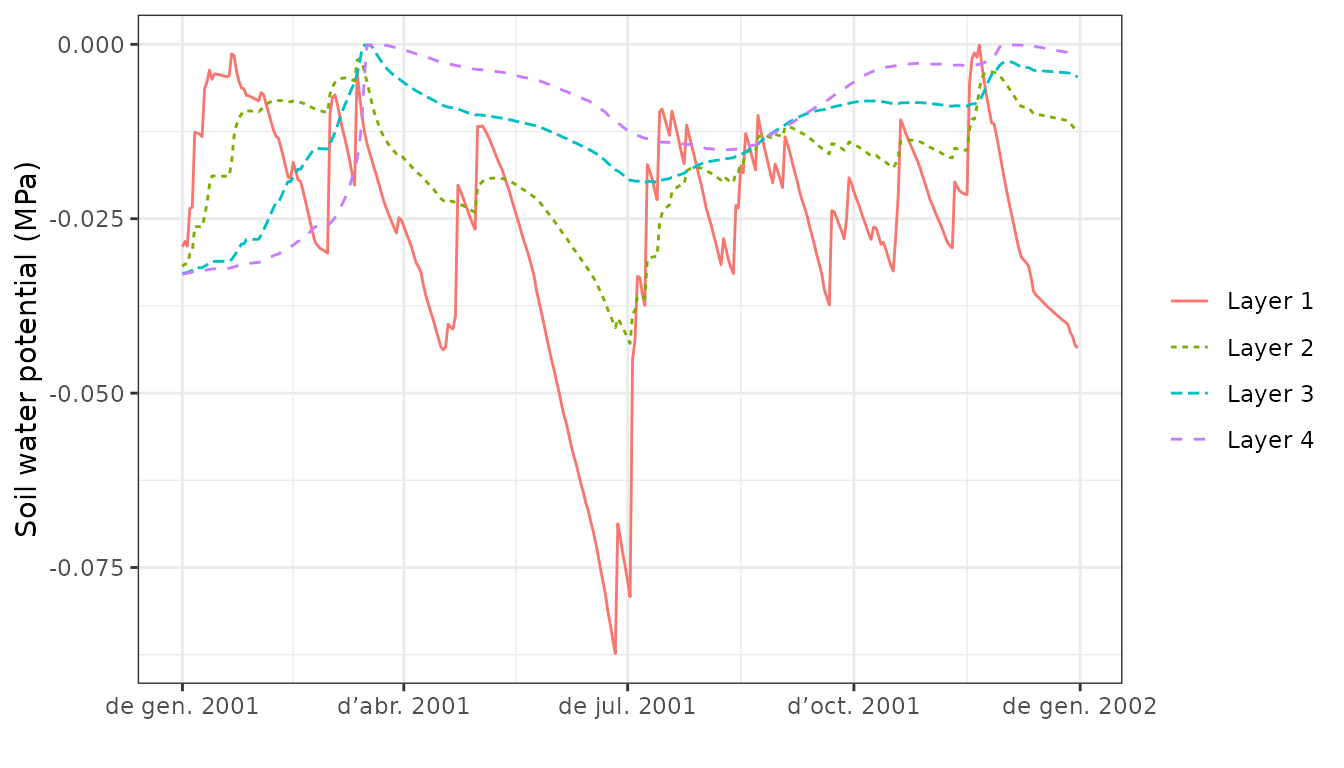 Soil water potential (MPa)
0.000
-0.025
-0.050
-0.075
de gen. 2001
d’abr. 2001
de jul. 2001
d’oct. 2001
de gen. 2002
Layer 1
Layer 2
Layer 3
Layer 4